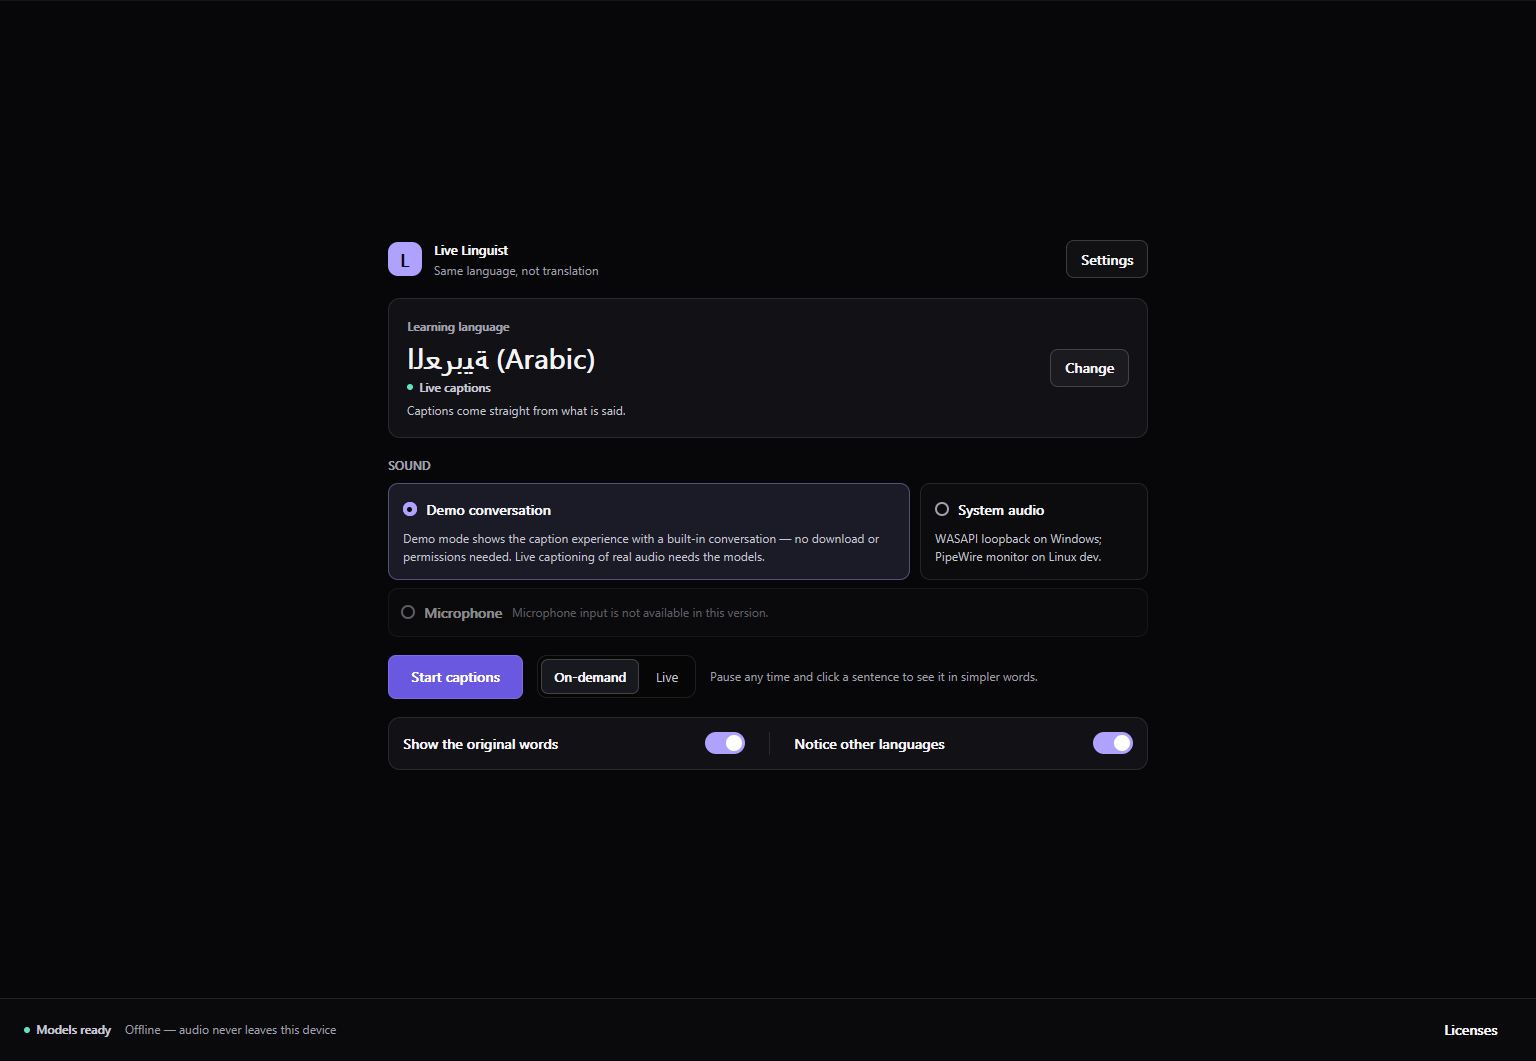 Live Linguist
Same language, not translation
Settings
Learning language
ةيبرعلا (Arabic)
Live captions
Captions come straight from what is said.
Change
SOUND
Demo conversation
Demo mode shows the caption experience with a built-in conversation — no download or
permissions needed. Live captioning of real audio needs the models.
System audio
WASAPI loopback on Windows;
PipeWire monitor on Linux dev.
Microphone Microphone input is not available in this version.
Start captions On-demand Live Pause any time and click a sentence to see it in simpler words.
Show the original words Notice other languages
Models ready Offline — audio never leaves this device Licenses